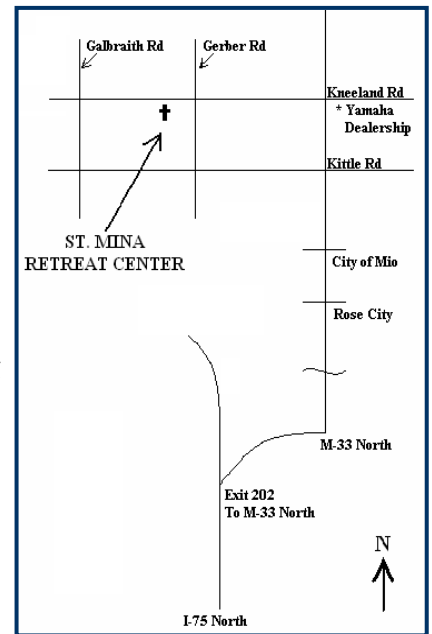 Galbraith Rd
Gerber Rd
Kneeland Rd
* Yamaha
Dealership
Kittle Rd
ST. MINA
RETREAT CENTER
City of Mio
Rose City
M-33 North
Exit 202
To M-33 North
N
I-75 North